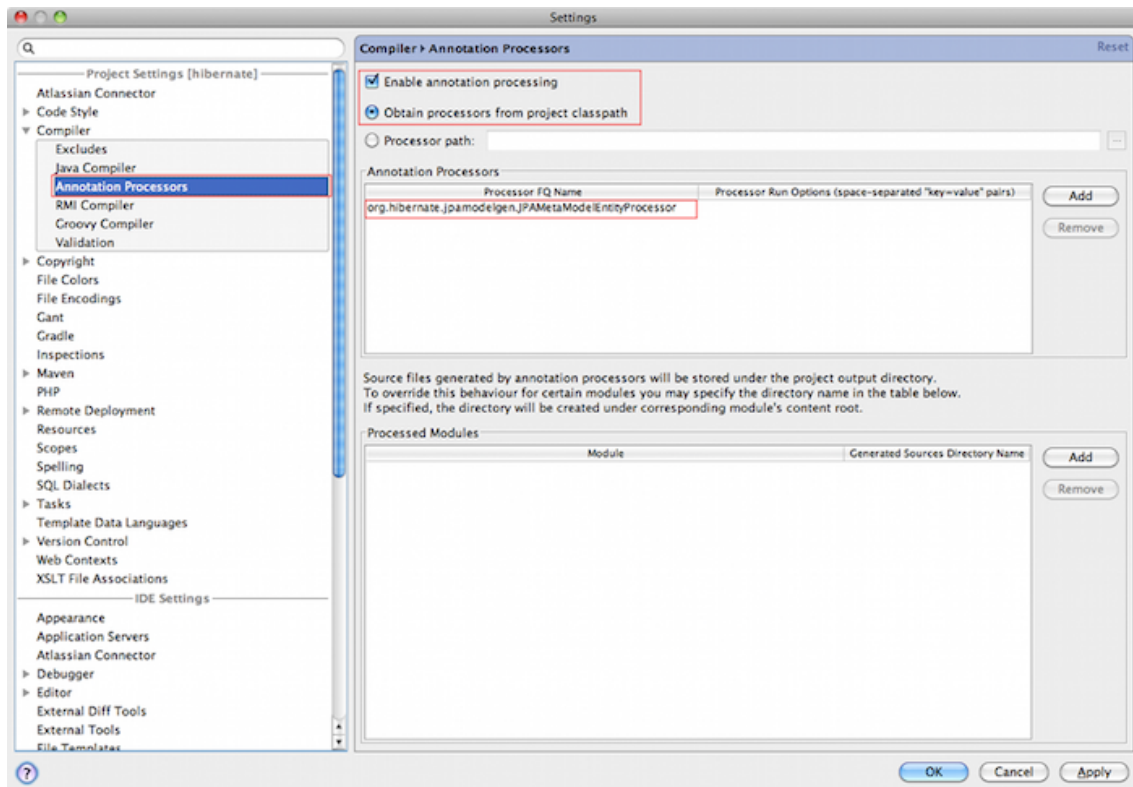 Settings
Project Settings [hibernate]
Atlassian Connector
Code Style
Compiler
Excludes
Java Compiler
Annotation Processors
RMI Compiler
Groovy Compiler
Validation
Copyright
File Colors
File Encodings
Gant
Gradle
Inspections
Maven
PHP
Remote Deployment
Resources
Scopes
Spelling
SQL Dialects
Tasks
Template Data Languages
Version Control
Web Contexts
XSLT File Associations
IDE Settings
Appearance
Application Servers
Atlassian Connector
Debugger
Editor
External Diff Tools
External Tools
File Templates
Compiler ▸ Annotation Processors
Reset
Enable annotation processing
Obtain processors from project classpath
Processor path:
...
Annotation Processors
Processor FQ Name
Processor Run Options (space-separated "key=value" pairs)
org.hibernate.jpamodelgen.JPAMetaModelEntityProcessor
Add
Remove
Source files generated by annotation processors will be stored under the project output directory.
To override this behaviour for certain modules you may specify the directory name in the table below.
If specified, the directory will be created under corresponding module's content root.
Processed Modules
Module
Generated Sources Directory Name
Add
Remove
?
OK
Cancel
Apply